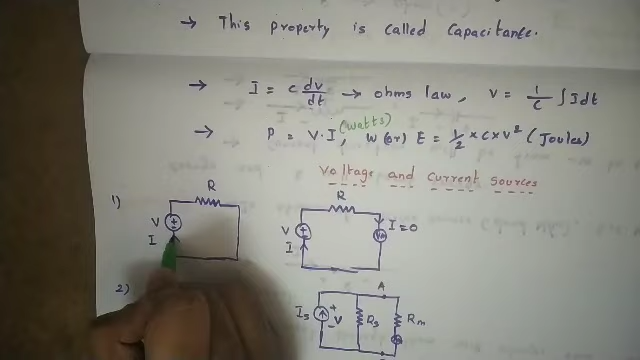 → This property is called Capacitance.
→ I = c dv/dt → ohms law, V = 1/c ∫Idt
→ P = V·I (watts), W (or) E = 1/2 × C × V² (Joules)
Voltage and current sources
1)
R
V
I
R
V
I
I=0
2)
A
Is
+
V
-
Rs
Rm